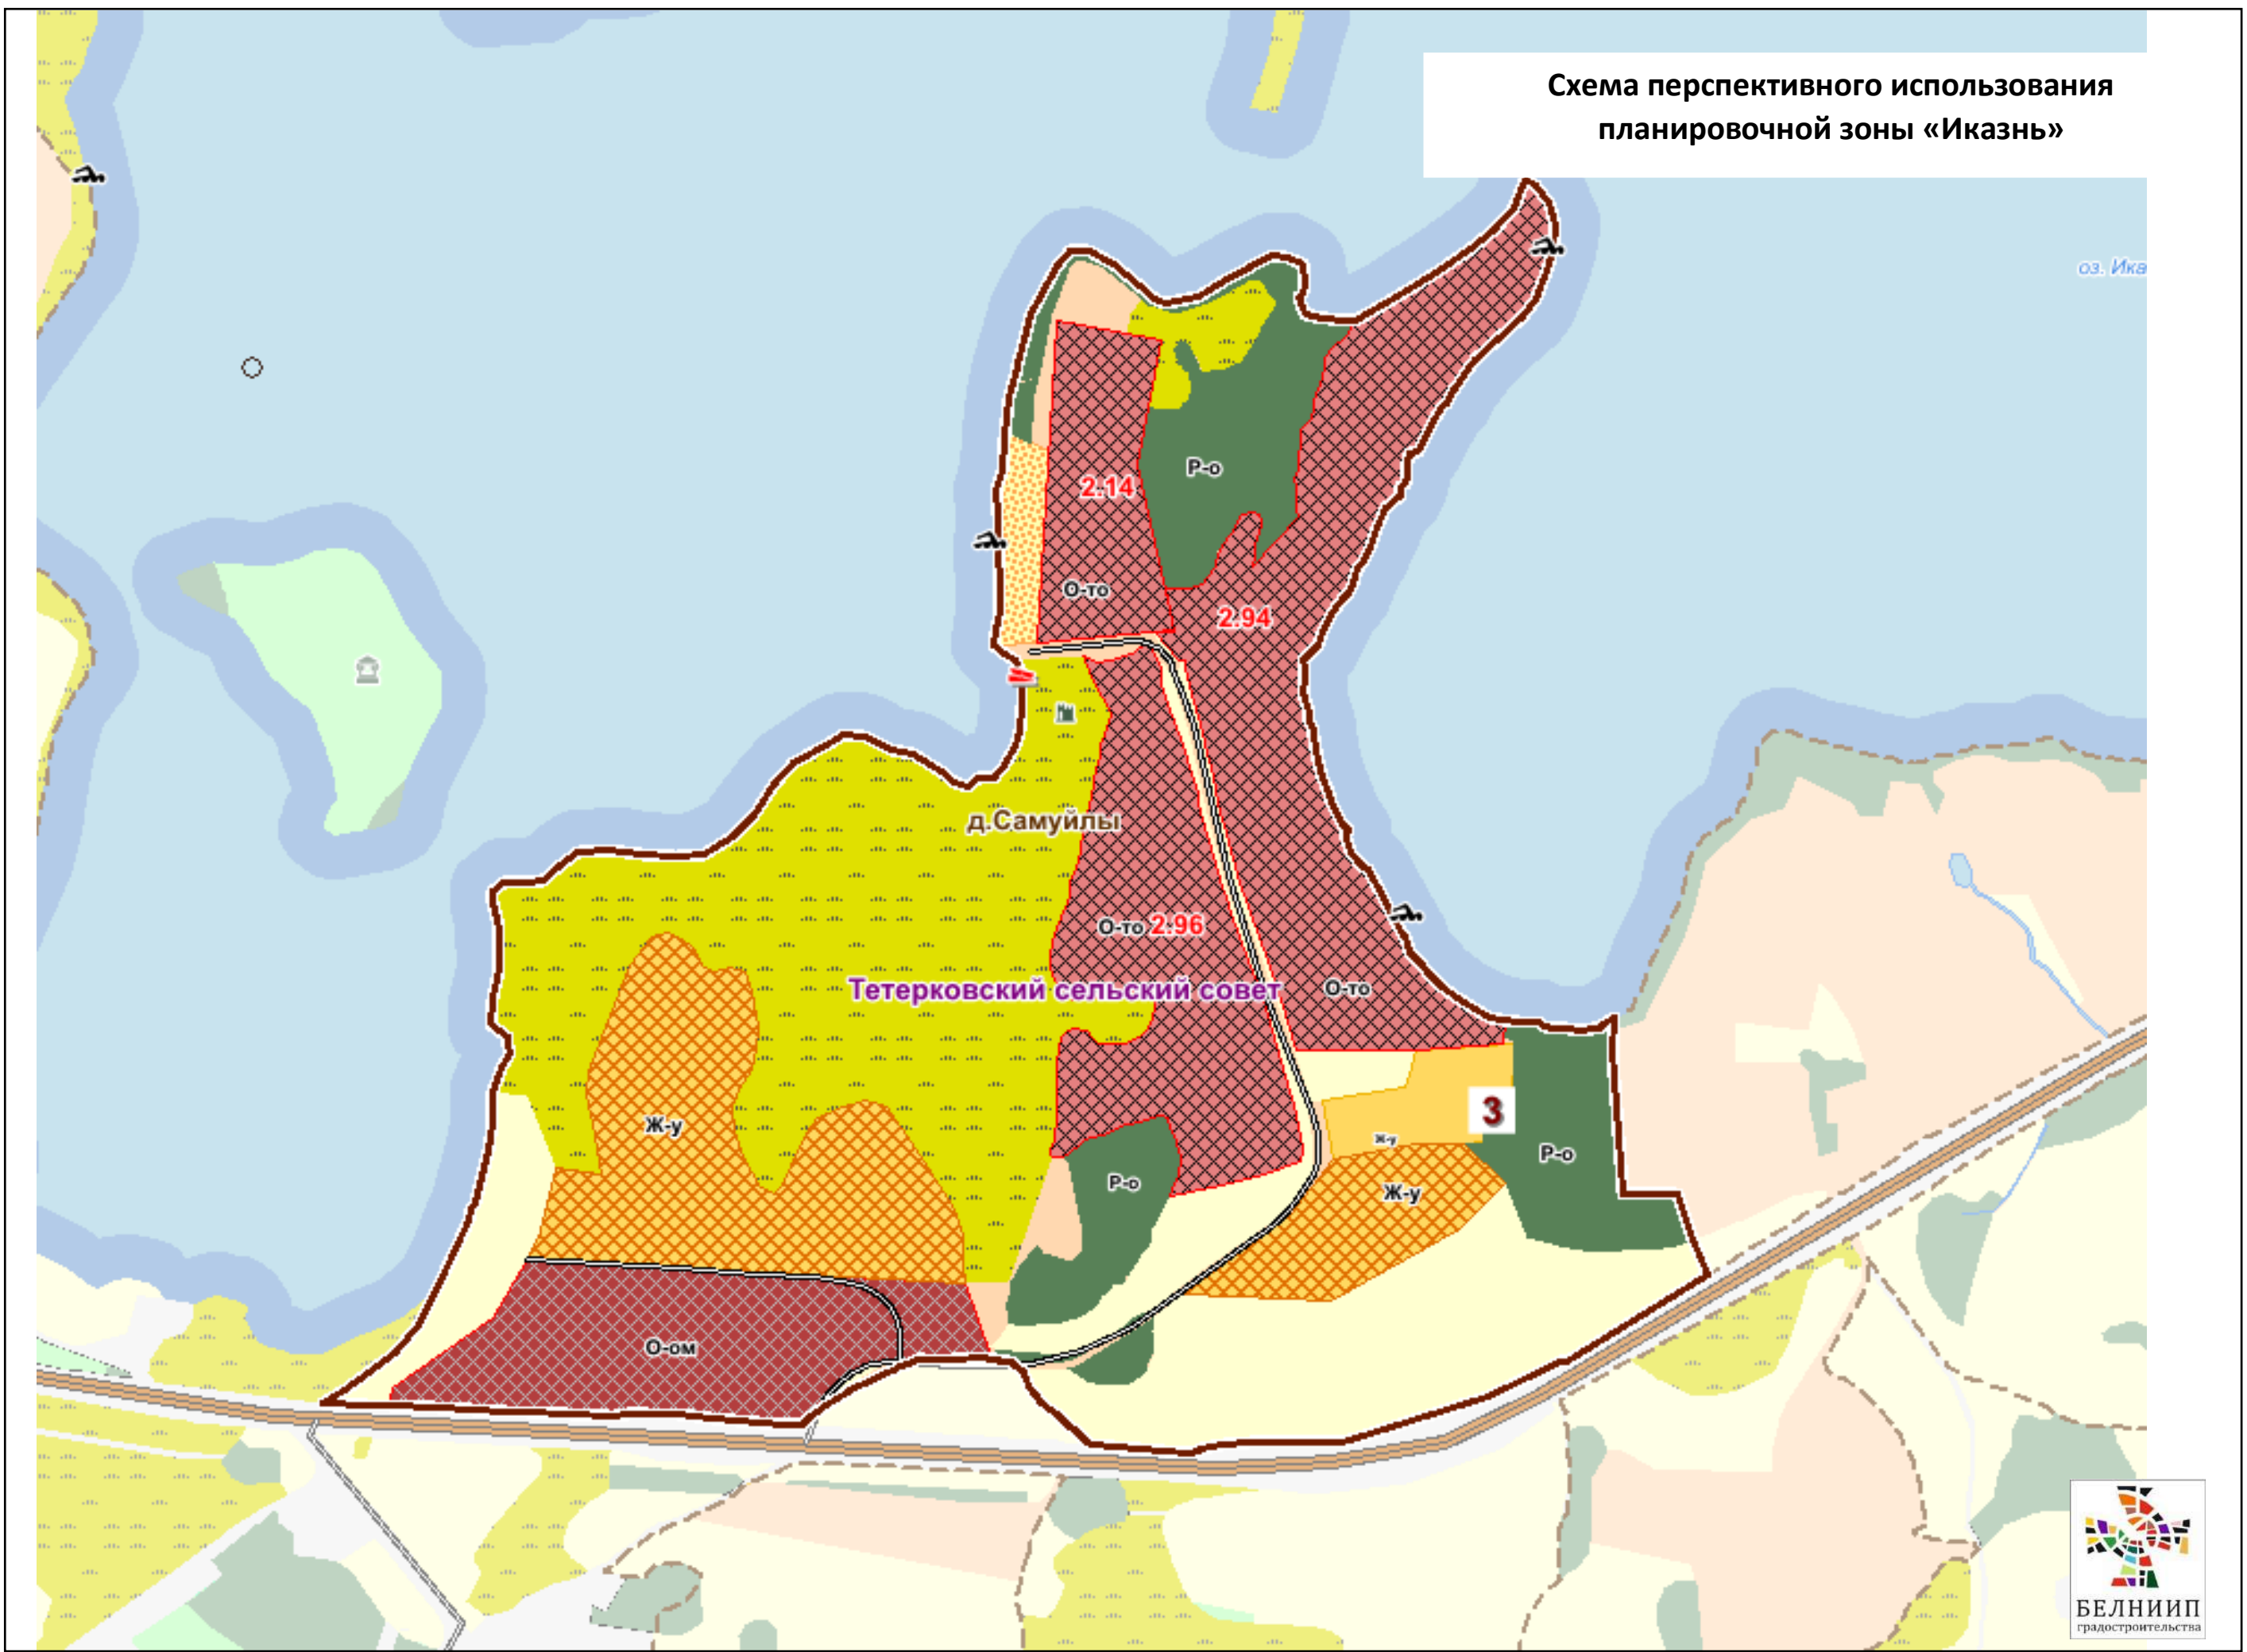 Схема перспективного использования
планировочной зоны «Иказнь»
оз. Ика
Р-о
2.14
О-то
2.94
д.Самуйлы
О-то 2.96
Тетерковский сельский совет
О-то
3
Ж-у
Ж-у
Р-о
Р-о
Ж-у
О-ом
БЕЛНИИП
градостроительства